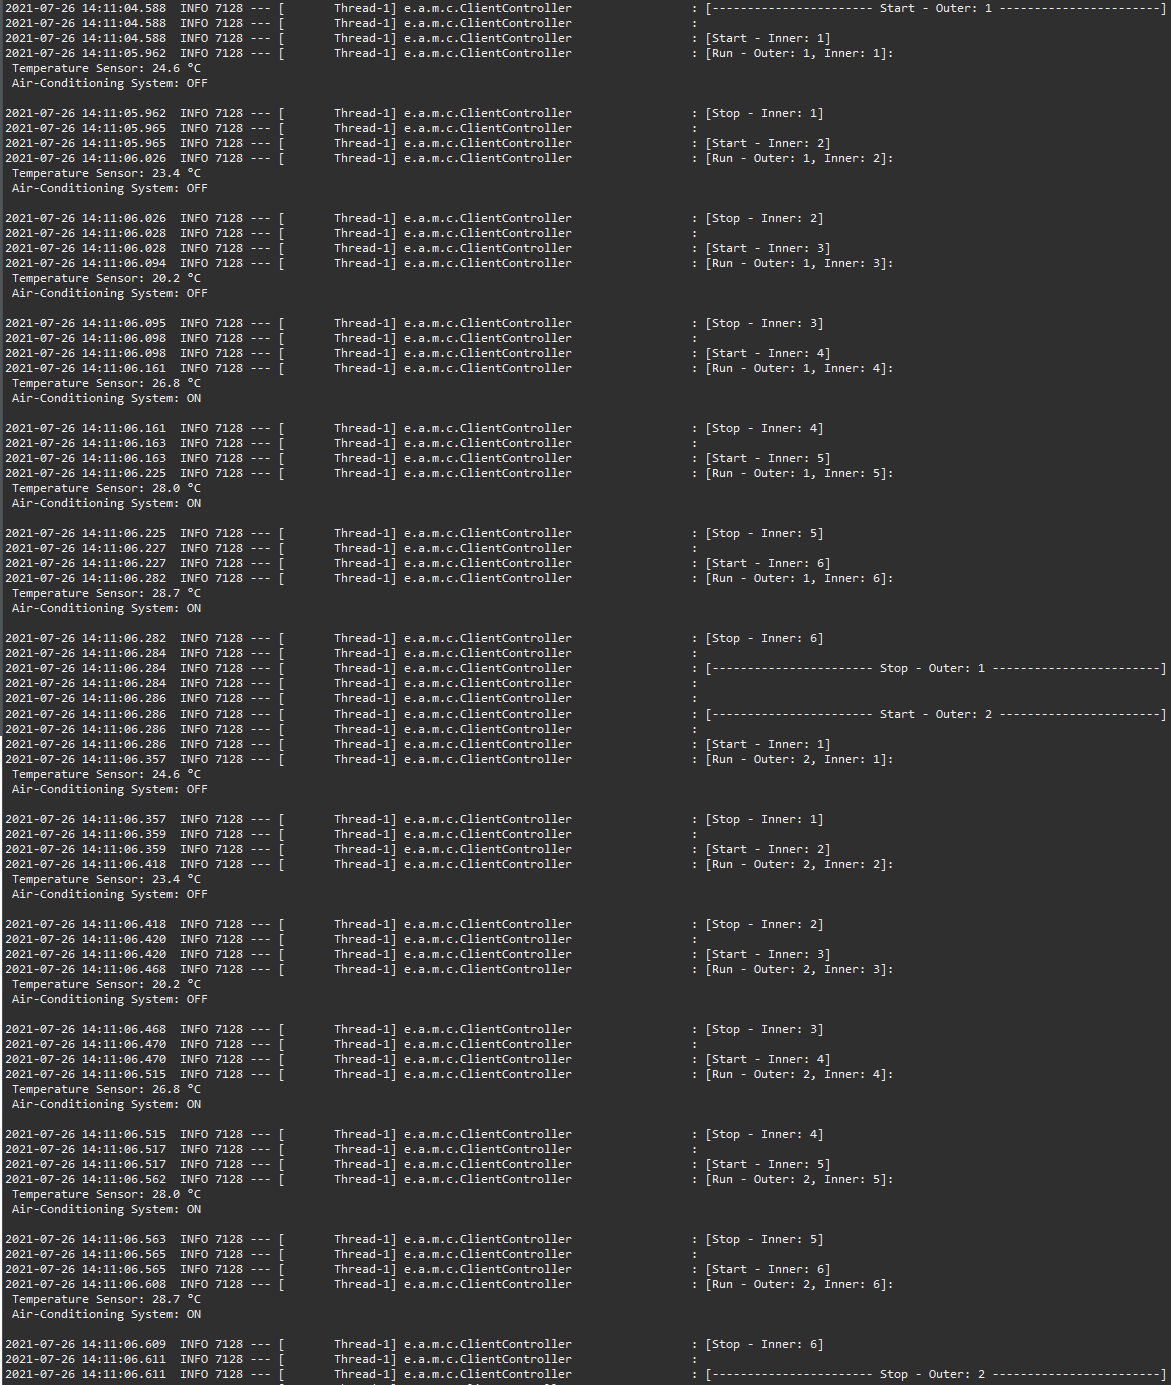 2021-07-26 14:11:04.588  INFO 7128 --- [       Thread-1] e.a.m.c.ClientController                 : [----------------------- Start - Outer: 1 -----------------------]
2021-07-26 14:11:04.588  INFO 7128 --- [       Thread-1] e.a.m.c.ClientController                 :
2021-07-26 14:11:04.588  INFO 7128 --- [       Thread-1] e.a.m.c.ClientController                 : [Start - Inner: 1]
2021-07-26 14:11:05.962  INFO 7128 --- [       Thread-1] e.a.m.c.ClientController                 : [Run - Outer: 1, Inner: 1]:
 Temperature Sensor: 24.6 °C
 Air-Conditioning System: OFF
2021-07-26 14:11:05.962  INFO 7128 --- [       Thread-1] e.a.m.c.ClientController                 : [Stop - Inner: 1]
2021-07-26 14:11:05.965  INFO 7128 --- [       Thread-1] e.a.m.c.ClientController                 :
2021-07-26 14:11:05.965  INFO 7128 --- [       Thread-1] e.a.m.c.ClientController                 : [Start - Inner: 2]
2021-07-26 14:11:06.026  INFO 7128 --- [       Thread-1] e.a.m.c.ClientController                 : [Run - Outer: 1, Inner: 2]:
 Temperature Sensor: 23.4 °C
 Air-Conditioning System: OFF
2021-07-26 14:11:06.026  INFO 7128 --- [       Thread-1] e.a.m.c.ClientController                 : [Stop - Inner: 2]
2021-07-26 14:11:06.028  INFO 7128 --- [       Thread-1] e.a.m.c.ClientController                 :
2021-07-26 14:11:06.028  INFO 7128 --- [       Thread-1] e.a.m.c.ClientController                 : [Start - Inner: 3]
2021-07-26 14:11:06.094  INFO 7128 --- [       Thread-1] e.a.m.c.ClientController                 : [Run - Outer: 1, Inner: 3]:
 Temperature Sensor: 20.2 °C
 Air-Conditioning System: OFF
2021-07-26 14:11:06.095  INFO 7128 --- [       Thread-1] e.a.m.c.ClientController                 : [Stop - Inner: 3]
2021-07-26 14:11:06.098  INFO 7128 --- [       Thread-1] e.a.m.c.ClientController                 :
2021-07-26 14:11:06.098  INFO 7128 --- [       Thread-1] e.a.m.c.ClientController                 : [Start - Inner: 4]
2021-07-26 14:11:06.161  INFO 7128 --- [       Thread-1] e.a.m.c.ClientController                 : [Run - Outer: 1, Inner: 4]:
 Temperature Sensor: 26.8 °C
 Air-Conditioning System: ON
2021-07-26 14:11:06.161  INFO 7128 --- [       Thread-1] e.a.m.c.ClientController                 : [Stop - Inner: 4]
2021-07-26 14:11:06.163  INFO 7128 --- [       Thread-1] e.a.m.c.ClientController                 :
2021-07-26 14:11:06.163  INFO 7128 --- [       Thread-1] e.a.m.c.ClientController                 : [Start - Inner: 5]
2021-07-26 14:11:06.225  INFO 7128 --- [       Thread-1] e.a.m.c.ClientController                 : [Run - Outer: 1, Inner: 5]:
 Temperature Sensor: 28.0 °C
 Air-Conditioning System: ON
2021-07-26 14:11:06.225  INFO 7128 --- [       Thread-1] e.a.m.c.ClientController                 : [Stop - Inner: 5]
2021-07-26 14:11:06.227  INFO 7128 --- [       Thread-1] e.a.m.c.ClientController                 :
2021-07-26 14:11:06.227  INFO 7128 --- [       Thread-1] e.a.m.c.ClientController                 : [Start - Inner: 6]
2021-07-26 14:11:06.282  INFO 7128 --- [       Thread-1] e.a.m.c.ClientController                 : [Run - Outer: 1, Inner: 6]:
 Temperature Sensor: 28.7 °C
 Air-Conditioning System: ON
2021-07-26 14:11:06.282  INFO 7128 --- [       Thread-1] e.a.m.c.ClientController                 : [Stop - Inner: 6]
2021-07-26 14:11:06.284  INFO 7128 --- [       Thread-1] e.a.m.c.ClientController                 :
2021-07-26 14:11:06.284  INFO 7128 --- [       Thread-1] e.a.m.c.ClientController                 : [----------------------- Stop - Outer: 1 ------------------------]
2021-07-26 14:11:06.284  INFO 7128 --- [       Thread-1] e.a.m.c.ClientController                 :
2021-07-26 14:11:06.286  INFO 7128 --- [       Thread-1] e.a.m.c.ClientController                 :
2021-07-26 14:11:06.286  INFO 7128 --- [       Thread-1] e.a.m.c.ClientController                 : [----------------------- Start - Outer: 2 -----------------------]
2021-07-26 14:11:06.286  INFO 7128 --- [       Thread-1] e.a.m.c.ClientController                 :
2021-07-26 14:11:06.286  INFO 7128 --- [       Thread-1] e.a.m.c.ClientController                 : [Start - Inner: 1]
2021-07-26 14:11:06.357  INFO 7128 --- [       Thread-1] e.a.m.c.ClientController                 : [Run - Outer: 2, Inner: 1]:
 Temperature Sensor: 24.6 °C
 Air-Conditioning System: OFF
2021-07-26 14:11:06.357  INFO 7128 --- [       Thread-1] e.a.m.c.ClientController                 : [Stop - Inner: 1]
2021-07-26 14:11:06.359  INFO 7128 --- [       Thread-1] e.a.m.c.ClientController                 :
2021-07-26 14:11:06.359  INFO 7128 --- [       Thread-1] e.a.m.c.ClientController                 : [Start - Inner: 2]
2021-07-26 14:11:06.418  INFO 7128 --- [       Thread-1] e.a.m.c.ClientController                 : [Run - Outer: 2, Inner: 2]:
 Temperature Sensor: 23.4 °C
 Air-Conditioning System: OFF
2021-07-26 14:11:06.418  INFO 7128 --- [       Thread-1] e.a.m.c.ClientController                 : [Stop - Inner: 2]
2021-07-26 14:11:06.420  INFO 7128 --- [       Thread-1] e.a.m.c.ClientController                 :
2021-07-26 14:11:06.420  INFO 7128 --- [       Thread-1] e.a.m.c.ClientController                 : [Start - Inner: 3]
2021-07-26 14:11:06.468  INFO 7128 --- [       Thread-1] e.a.m.c.ClientController                 : [Run - Outer: 2, Inner: 3]:
 Temperature Sensor: 20.2 °C
 Air-Conditioning System: OFF
2021-07-26 14:11:06.468  INFO 7128 --- [       Thread-1] e.a.m.c.ClientController                 : [Stop - Inner: 3]
2021-07-26 14:11:06.470  INFO 7128 --- [       Thread-1] e.a.m.c.ClientController                 :
2021-07-26 14:11:06.470  INFO 7128 --- [       Thread-1] e.a.m.c.ClientController                 : [Start - Inner: 4]
2021-07-26 14:11:06.515  INFO 7128 --- [       Thread-1] e.a.m.c.ClientController                 : [Run - Outer: 2, Inner: 4]:
 Temperature Sensor: 26.8 °C
 Air-Conditioning System: ON
2021-07-26 14:11:06.515  INFO 7128 --- [       Thread-1] e.a.m.c.ClientController                 : [Stop - Inner: 4]
2021-07-26 14:11:06.517  INFO 7128 --- [       Thread-1] e.a.m.c.ClientController                 :
2021-07-26 14:11:06.517  INFO 7128 --- [       Thread-1] e.a.m.c.ClientController                 : [Start - Inner: 5]
2021-07-26 14:11:06.562  INFO 7128 --- [       Thread-1] e.a.m.c.ClientController                 : [Run - Outer: 2, Inner: 5]:
 Temperature Sensor: 28.0 °C
 Air-Conditioning System: ON
2021-07-26 14:11:06.563  INFO 7128 --- [       Thread-1] e.a.m.c.ClientController                 : [Stop - Inner: 5]
2021-07-26 14:11:06.565  INFO 7128 --- [       Thread-1] e.a.m.c.ClientController                 :
2021-07-26 14:11:06.565  INFO 7128 --- [       Thread-1] e.a.m.c.ClientController                 : [Start - Inner: 6]
2021-07-26 14:11:06.608  INFO 7128 --- [       Thread-1] e.a.m.c.ClientController                 : [Run - Outer: 2, Inner: 6]:
 Temperature Sensor: 28.7 °C
 Air-Conditioning System: ON
2021-07-26 14:11:06.609  INFO 7128 --- [       Thread-1] e.a.m.c.ClientController                 : [Stop - Inner: 6]
2021-07-26 14:11:06.611  INFO 7128 --- [       Thread-1] e.a.m.c.ClientController                 :
2021-07-26 14:11:06.611  INFO 7128 --- [       Thread-1] e.a.m.c.ClientController                 : [----------------------- Stop - Outer: 2 ------------------------]